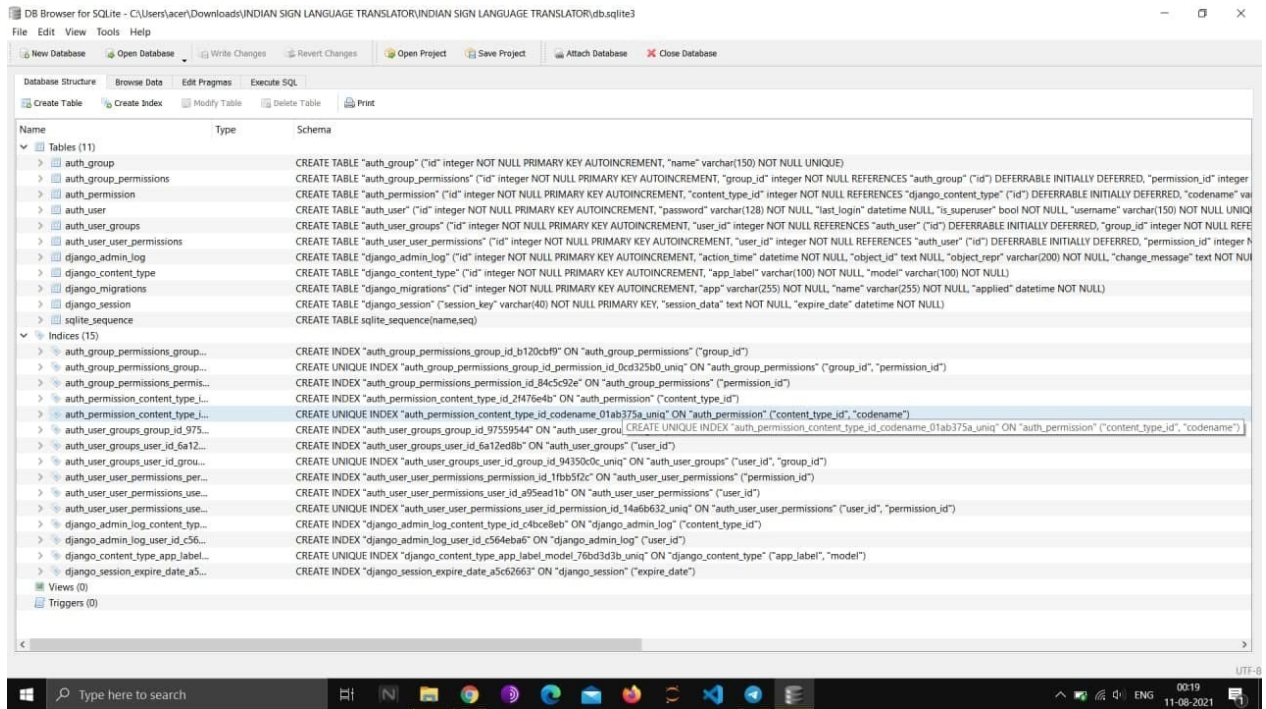 DB Browser for SQLite - C:\Users\acer\Downloads\INDIAN SIGN LANGUAGE TRANSLATOR\INDIAN SIGN LANGUAGE TRANSLATOR\db.sqlite3
File Edit View Tools Help
New Database Open Database Write Changes Revert Changes Open Project Save Project Attach Database Close Database
Database Structure Browse Data Edit Pragmas Execute SQL
Create Table Create Index Modify Table Delete Table Print
Name Type Schema
Tables (11)
auth_group CREATE TABLE "auth_group" ("id" integer NOT NULL PRIMARY KEY AUTOINCREMENT, "name" varchar(150) NOT NULL UNIQUE)
auth_group_permissions CREATE TABLE "auth_group_permissions" ("id" integer NOT NULL PRIMARY KEY AUTOINCREMENT, "group_id" integer NOT NULL REFERENCES "auth_group" ("id") DEFERRABLE INITIALLY DEFERRED, "permission_id" integer
auth_permission CREATE TABLE "auth_permission" ("id" integer NOT NULL PRIMARY KEY AUTOINCREMENT, "content_type_id" integer NOT NULL REFERENCES "django_content_type" ("id") DEFERRABLE INITIALLY DEFERRED, "codename" va
auth_user CREATE TABLE "auth_user" ("id" integer NOT NULL PRIMARY KEY AUTOINCREMENT, "password" varchar(128) NOT NULL, "last_login" datetime NULL, "is_superuser" bool NOT NULL, "username" varchar(150) NOT NULL UNIQU
auth_user_groups CREATE TABLE "auth_user_groups" ("id" integer NOT NULL PRIMARY KEY AUTOINCREMENT, "user_id" integer NOT NULL REFERENCES "auth_user" ("id") DEFERRABLE INITIALLY DEFERRED, "group_id" integer NOT NULL REFE
auth_user_user_permissions CREATE TABLE "auth_user_user_permissions" ("id" integer NOT NULL PRIMARY KEY AUTOINCREMENT, "user_id" integer NOT NULL REFERENCES "auth_user" ("id") DEFERRABLE INITIALLY DEFERRED, "permission_id" integer N
django_admin_log CREATE TABLE "django_admin_log" ("id" integer NOT NULL PRIMARY KEY AUTOINCREMENT, "action_time" datetime NOT NULL, "object_id" text NULL, "object_repr" varchar(200) NOT NULL, "change_message" text NOT NUI
django_content_type CREATE TABLE "django_content_type" ("id" integer NOT NULL PRIMARY KEY AUTOINCREMENT, "app_label" varchar(100) NOT NULL, "model" varchar(100) NOT NULL)
django_migrations CREATE TABLE "django_migrations" ("id" integer NOT NULL PRIMARY KEY AUTOINCREMENT, "app" varchar(255) NOT NULL, "name" varchar(255) NOT NULL, "applied" datetime NOT NULL)
django_session CREATE TABLE "django_session" ("session_key" varchar(40) NOT NULL PRIMARY KEY, "session_data" text NOT NULL, "expire_date" datetime NOT NULL)
sqlite_sequence CREATE TABLE sqlite_sequence(name,seq)
Indices (15)
auth_group_permissions_group... CREATE INDEX "auth_group_permissions_group_id_b120cbf9" ON "auth_group_permissions" ("group_id")
auth_group_permissions_group... CREATE UNIQUE INDEX "auth_group_permissions_group_id_permission_id_0cd325b0_uniq" ON "auth_group_permissions" ("group_id", "permission_id")
auth_group_permissions_permis... CREATE INDEX "auth_group_permissions_permission_id_84c5c92e" ON "auth_group_permissions" ("permission_id")
auth_permission_content_type_i... CREATE INDEX "auth_permission_content_type_id_2f476e4b" ON "auth_permission" ("content_type_id")
auth_permission_content_type_i... CREATE UNIQUE INDEX "auth_permission_content_type_id_codename_01ab375a_uniq" ON "auth_permission" ("content_type_id", "codename")
auth_user_groups_group_id_975... CREATE INDEX "auth_user_groups_group_id_97559544" ON "auth_user_grou CREATE UNIQUE INDEX "auth_permission_content_type_id_codename_01ab375a_uniq" ON "auth_permission" ("content_type_id", "codename")
auth_user_groups_user_id_6a12... CREATE INDEX "auth_user_groups_user_id_6a12ed8b" ON "auth_user_groups" ("user_id")
auth_user_groups_user_id_grou... CREATE UNIQUE INDEX "auth_user_groups_user_id_group_id_94350c0c_uniq" ON "auth_user_groups" ("user_id", "group_id")
auth_user_user_permissions_per... CREATE INDEX "auth_user_user_permissions_permission_id_1fbb5f2c" ON "auth_user_user_permissions" ("permission_id")
auth_user_user_permissions_use... CREATE INDEX "auth_user_user_permissions_user_id_a95ead1b" ON "auth_user_user_permissions" ("user_id")
auth_user_user_permissions_use... CREATE UNIQUE INDEX "auth_user_user_permissions_user_id_permission_id_14a6b632_uniq" ON "auth_user_user_permissions" ("user_id", "permission_id")
django_admin_log_content_typ... CREATE INDEX "django_admin_log_content_type_id_c4bce8eb" ON "django_admin_log" ("content_type_id")
django_admin_log_user_id_c56... CREATE INDEX "django_admin_log_user_id_c564eba6" ON "django_admin_log" ("user_id")
django_content_type_app_label... CREATE UNIQUE INDEX "django_content_type_app_label_model_76bd3d3b_uniq" ON "django_content_type" ("app_label", "model")
django_session_expire_date_a5... CREATE INDEX "django_session_expire_date_a5c62663" ON "django_session" ("expire_date")
Views (0)
Triggers (0)
UTF-8
Type here to search ENG 00:19
11-08-2021